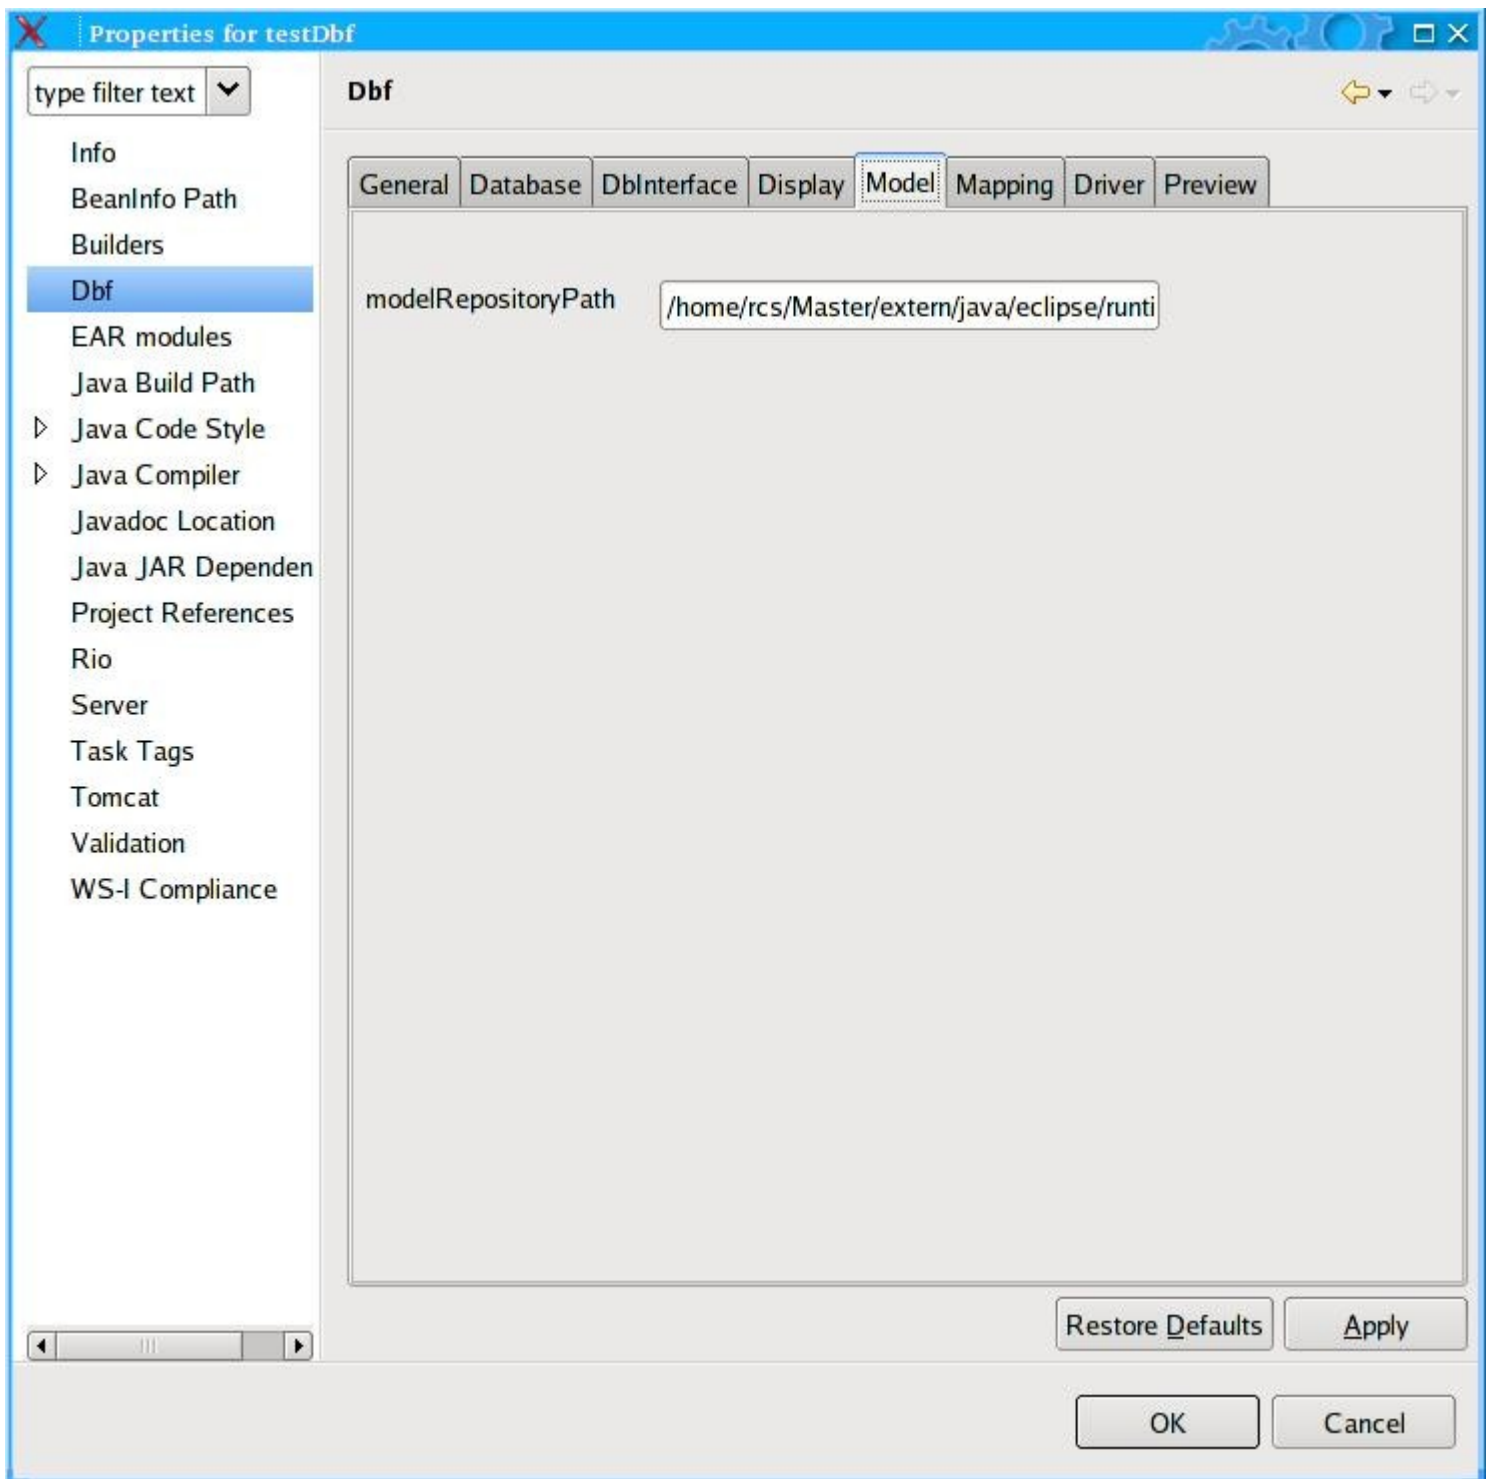 Properties for testDbf
type filter text
Dbf
Info
BeanInfo Path
Builders
Dbf
EAR modules
Java Build Path
Java Code Style
Java Compiler
Javadoc Location
Java JAR Dependen
Project References
Rio
Server
Task Tags
Tomcat
Validation
WS-I Compliance
General Database DbInterface Display Model Mapping Driver Preview
modelRepositoryPath /home/rcs/Master/extern/java/eclipse/runti
Restore Defaults Apply
OK Cancel